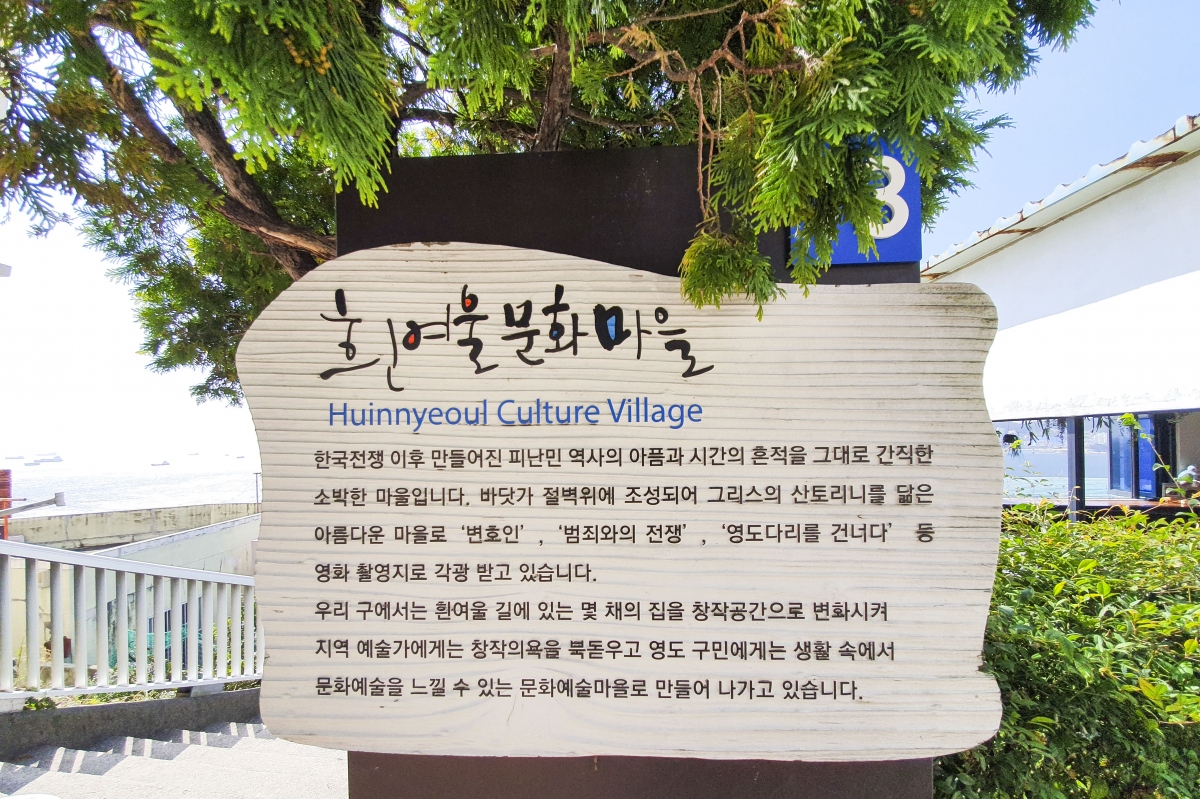 3
흰여울문화마을
Huinnyeoul Culture Village
한국전쟁 이후 만들어진 피난민 역사의 아픔과 시간의 흔적을 그대로 간직한
소박한 마을입니다. 바닷가 절벽위에 조성되어 그리스의 산토리니를 닮은
아름다운 마을로 ‘변호인’ , ‘범죄와의 전쟁’ , ‘영도다리를 건너다’ 등
영화 촬영지로 각광 받고 있습니다.
우리 구에서는 흰여울 길에 있는 몇 채의 집을 창작공간으로 변화시켜
지역 예술가에게는 창작의욕을 북돋우고 영도 구민에게는 생활 속에서
문화예술을 느낄 수 있는 문화예술마을로 만들어 나가고 있습니다.